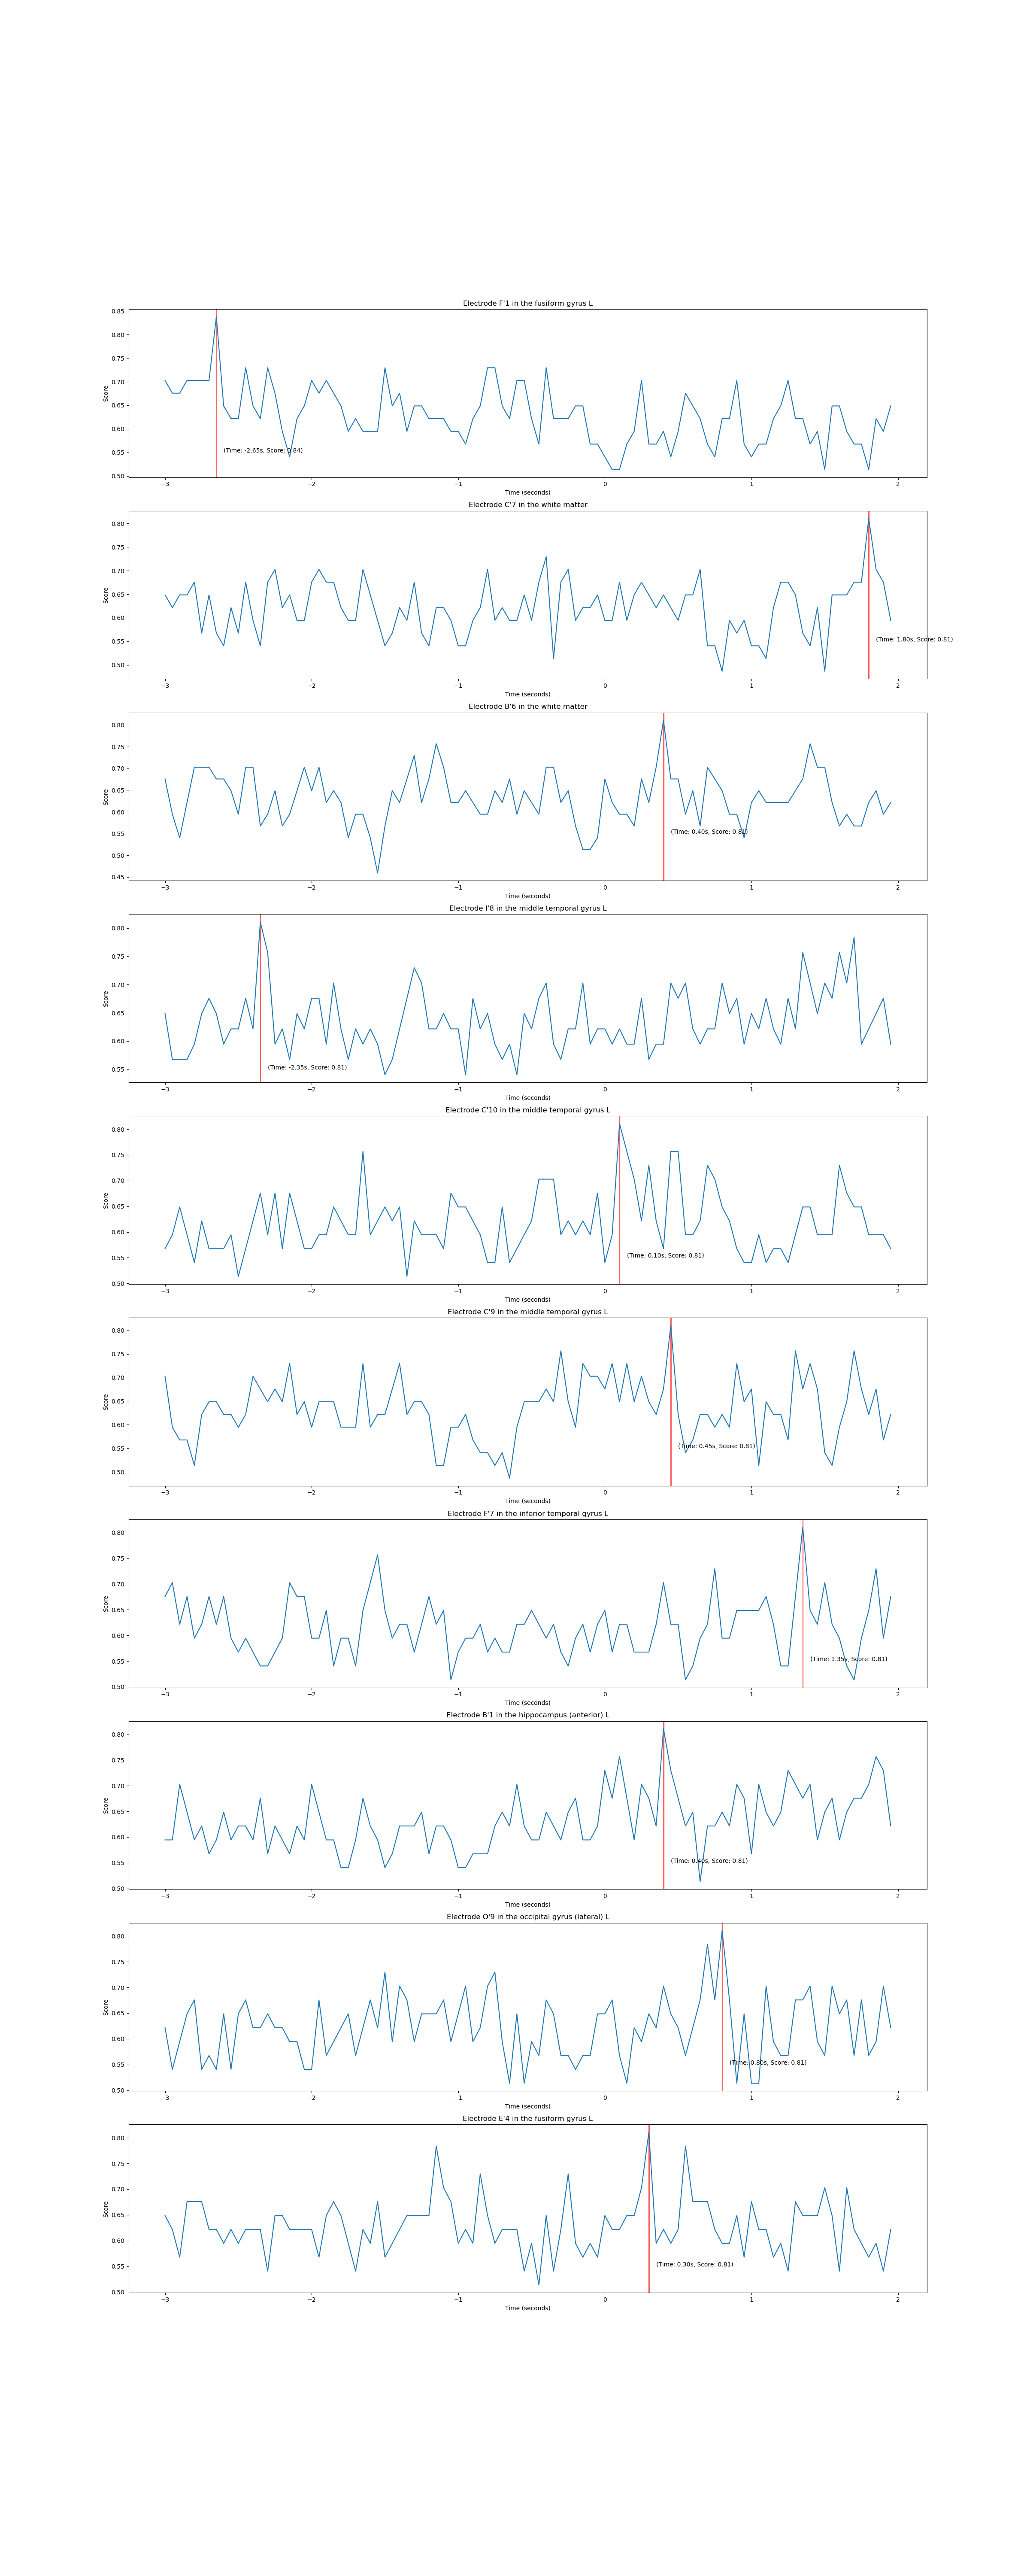 Electrode F'1 in the fusiform gyrus L
0.85
0.80
0.75
0.70
0.65
0.60
0.55
0.50
Score
(Time: -2.65s, Score: 0.84)
−3 −2 −1 0 1 2
Time (seconds)
Electrode C'7 in the white matter
0.80
0.75
0.70
0.65
0.60
0.55
0.50
Score
(Time: 1.80s, Score: 0.81)
−3 −2 −1 0 1 2
Time (seconds)
Electrode B'6 in the white matter
0.80
0.75
0.70
0.65
0.60
0.55
0.50
0.45
Score
(Time: 0.40s, Score: 0.81)
−3 −2 −1 0 1 2
Time (seconds)
Electrode I'8 in the middle temporal gyrus L
0.80
0.75
0.70
0.65
0.60
0.55
Score
(Time: -2.35s, Score: 0.81)
−3 −2 −1 0 1 2
Time (seconds)
Electrode C'10 in the middle temporal gyrus L
0.80
0.75
0.70
0.65
0.60
0.55
0.50
Score
(Time: 0.10s, Score: 0.81)
−3 −2 −1 0 1 2
Time (seconds)
Electrode C'9 in the middle temporal gyrus L
0.80
0.75
0.70
0.65
0.60
0.55
0.50
Score
(Time: 0.45s, Score: 0.81)
−3 −2 −1 0 1 2
Time (seconds)
Electrode F'7 in the inferior temporal gyrus L
0.80
0.75
0.70
0.65
0.60
0.55
0.50
Score
(Time: 1.35s, Score: 0.81)
−3 −2 −1 0 1 2
Time (seconds)
Electrode B'1 in the hippocampus (anterior) L
0.80
0.75
0.70
0.65
0.60
0.55
0.50
Score
(Time: 0.40s, Score: 0.81)
−3 −2 −1 0 1 2
Time (seconds)
Electrode O'9 in the occipital gyrus (lateral) L
0.80
0.75
0.70
0.65
0.60
0.55
0.50
Score
(Time: 0.80s, Score: 0.81)
−3 −2 −1 0 1 2
Time (seconds)
Electrode E'4 in the fusiform gyrus L
0.80
0.75
0.70
0.65
0.60
0.55
0.50
Score
(Time: 0.30s, Score: 0.81)
−3 −2 −1 0 1 2
Time (seconds)